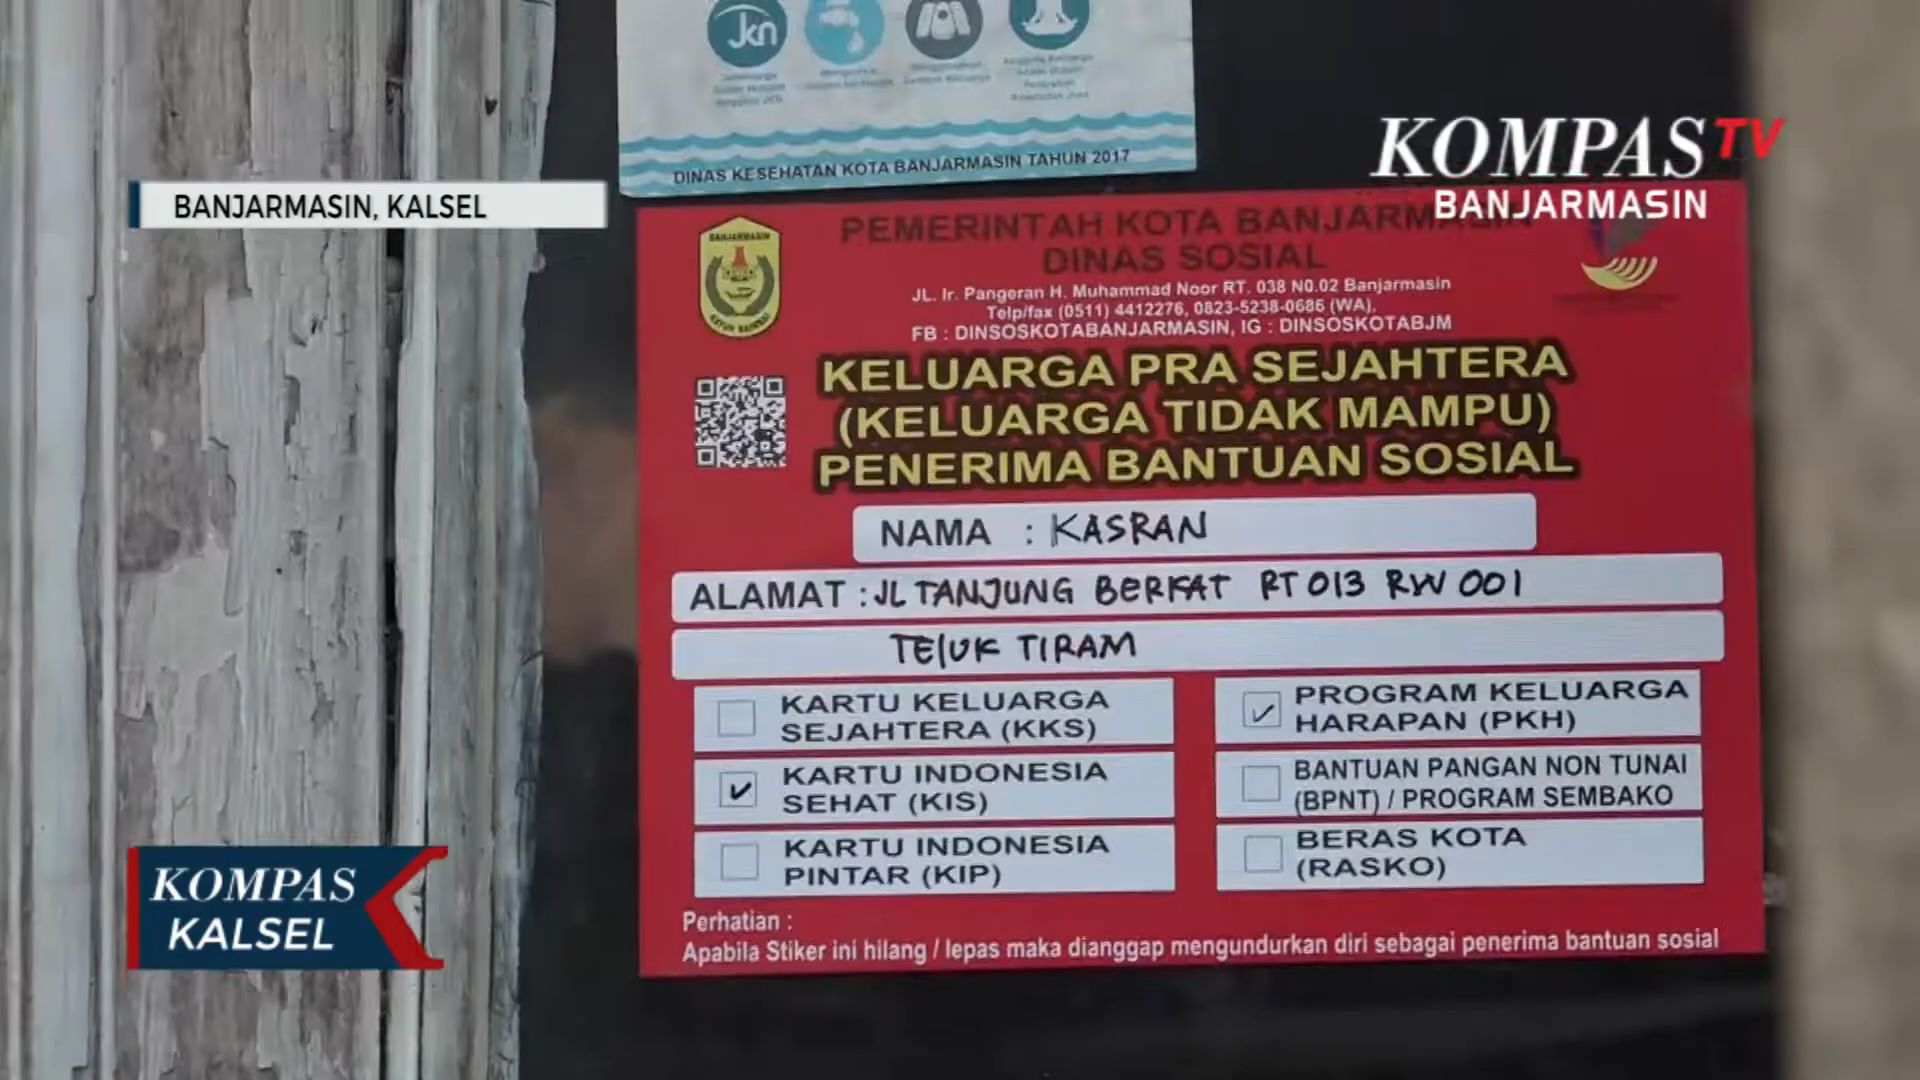 Jkn
DINAS KESEHATAN KOTA BANJARMASIN TAHUN 2017
KOMPAS TV
BANJARMASIN
BANJARMASIN, KALSEL
PEMERINTAH KOTA BANJARMASIN
DINAS SOSIAL
JL. Ir. Pangeran H. Muhammad Noor RT. 038 N0.02 Banjarmasin
Telp/fax (0511) 4412276, 0823-5238-0686 (WA),
FB : DINSOSKOTABANJARMASIN, IG : DINSOSKOTABJM
BANJARMASIN
KELUARGA PRA SEJAHTERA
(KELUARGA TIDAK MAMPU)
PENERIMA BANTUAN SOSIAL
NAMA : KASRAN
ALAMAT : JL TANJUNG BERKAT RT 013 RW 001
TELUK TIRAM
KARTU KELUARGA
SEJAHTERA (KKS)
KARTU INDONESIA
SEHAT (KIS)
KARTU INDONESIA
PINTAR (KIP)
PROGRAM KELUARGA
HARAPAN (PKH)
BANTUAN PANGAN NON TUNAI
(BPNT) / PROGRAM SEMBAKO
BERAS KOTA
(RASKO)
Perhatian :
Apabila Stiker ini hilang / lepas maka dianggap mengundurkan diri sebagai penerima bantuan sosial
KOMPAS
KALSEL